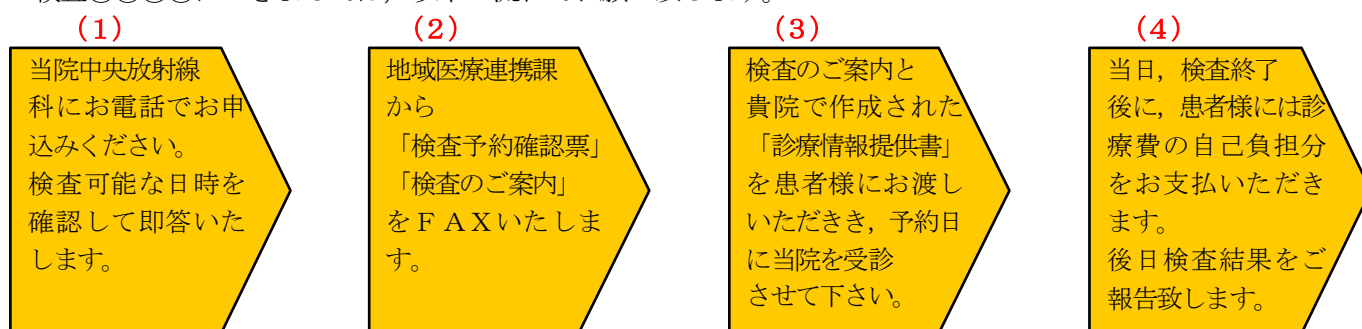 (1)
当院中央放射線
科にお電話でお申
込みください。
検査可能な日時を
確認して即答いた
します。
(2)
地域医療連携課
から
「検査予約確認票」
「検査のご案内」
をＦＡＸいたしま
す。
(3)
検査のご案内と
貴院で作成された
「診療情報提供書」
を患者様にお渡し
いただきき，予約日
に当院を受診
させて下さい。
(4)
当日，検査終了
後に，患者様には診
療費の自己負担分
をお支払いただき
ます。
後日検査結果をご
報告致します。